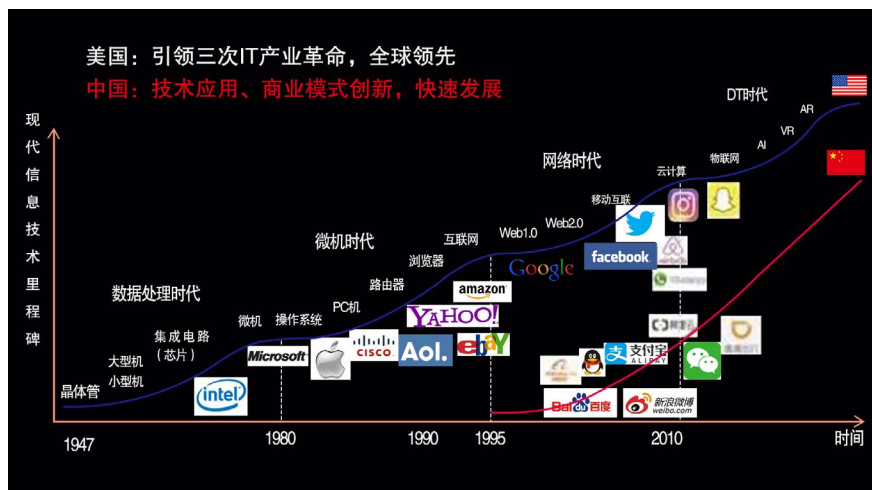 美国：引领三次IT产业革命，全球领先
中国：技术应用、商业模式创新，快速发展
现代信息技术里程碑
DT时代
AR
VR
AI
物联网
云计算
网络时代
移动互联
Web2.0
Web1.0
互联网
浏览器
微机时代
路由器
PC机
操作系统
微机
数据处理时代
集成电路
（芯片）
大型机
小型机
晶体管
facebook
Google
amazon
YAHOO!
ebay
Aol.
CISCO
Microsoft
intel
支付宝
ALIPAY
Bai du 百度
新浪微博
weibo.com
1947
1980
1990
1995
2010
时间